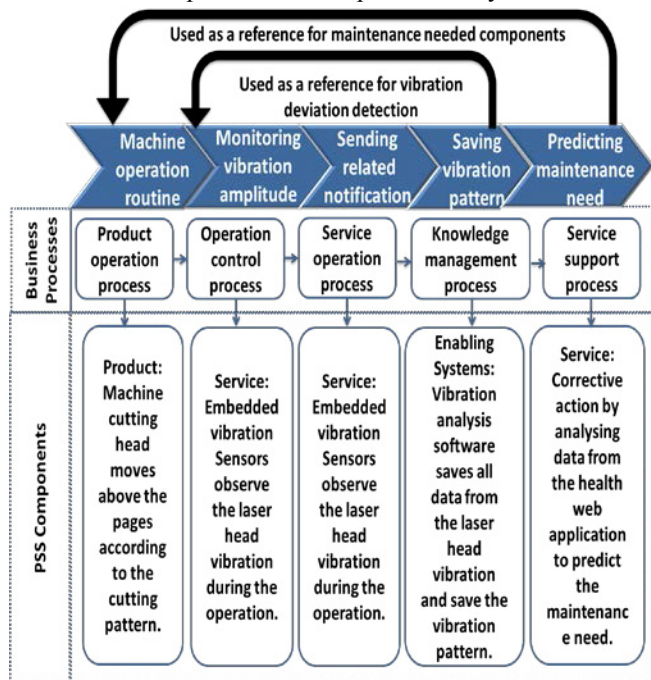 Used as a reference for maintenance needed components
Used as a reference for vibration
deviation detection
Machine
operation
routine
Monitoring
vibration
amplitude
Sending
related
notification
Saving
vibration
pattern
Predicting
maintenance
need
Business
Processes
Product
operation
process
Operation
control
process
Service
operation
process
Knowledge
management
process
Service
support
process
PSS Components
Product:
Machine
cutting
head
moves
above the
pages
according
to the
cutting
pattern.
Service:
Embedded
vibration
Sensors
observe
the laser
head
vibration
during the
operation.
Service:
Embedded
vibration
Sensors
observe
the laser
head
vibration
during the
operation.
Enabling
Systems:
Vibration
analysis
software
saves all
data from
the laser
head
vibration
and save the
vibration
pattern.
Service:
Corrective
action by
analysing
data from
the health
web
application
to predict
the
maintenanc
e need.